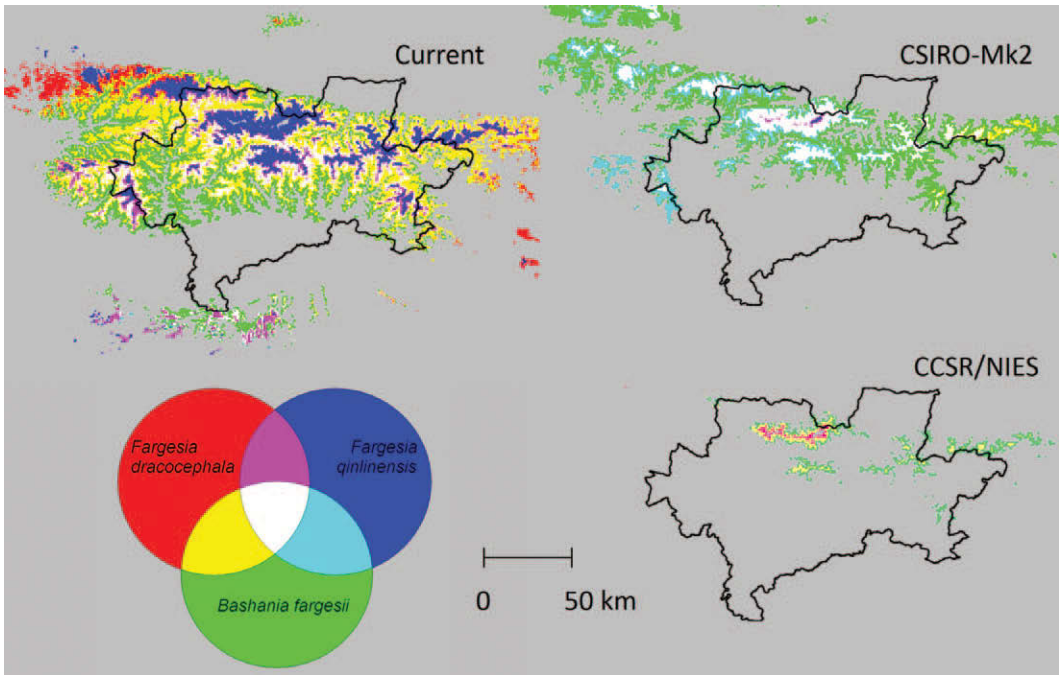 Current
CSIRO-Mk2
CCSR/NIES
Fargesia
dracocephala
Fargesia
qinlinensis
Bashania fargesii
0 50 km